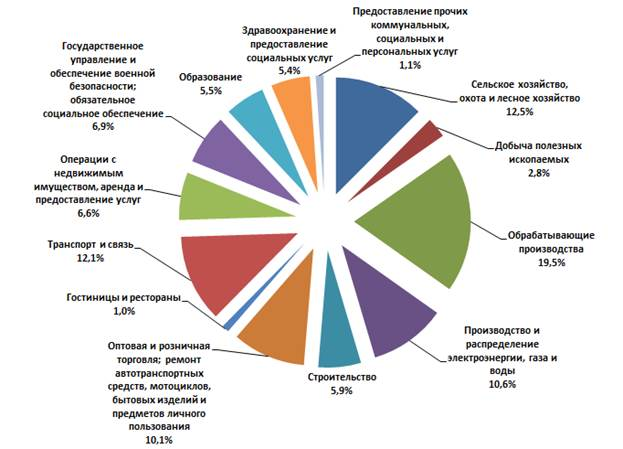 Предоставление прочих
коммунальных,
социальных и
персональных услуг
1,1%
Сельское хозяйство,
охота и лесное хозяйство
12,5%
Добыча полезных
ископаемых
2,8%
Обрабатывающие
производства
19,5%
Производство и
распределение
электроэнергии, газа и
воды
10,6%
Строительство
5,9%
Оптовая и розничная
торговля; ремонт
автотранспортных
средств, мотоциклов,
бытовых изделий и
предметов личного
пользования
10,1%
Гостиницы и рестораны
1,0%
Транспорт и связь
12,1%
Операции с
недвижимым
имуществом, аренда и
предоставление услуг
6,6%
Государственное
управление и
обеспечение военной
безопасности;
обязательное
социальное обеспечение
6,9%
Образование
5,5%
Здравоохранение и
предоставление
социальных услуг
5,4%